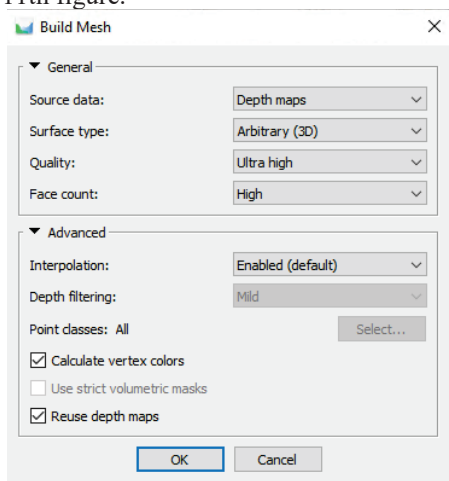 11th figure.
Build Mesh
General
Source data: Depth maps
Surface type: Arbitrary (3D)
Quality: Ultra high
Face count: High
Advanced
Interpolation: Enabled (default)
Depth filtering: Mild
Point classes: All Select...
Calculate vertex colors
Use strict volumetric masks
Reuse depth maps
OK Cancel